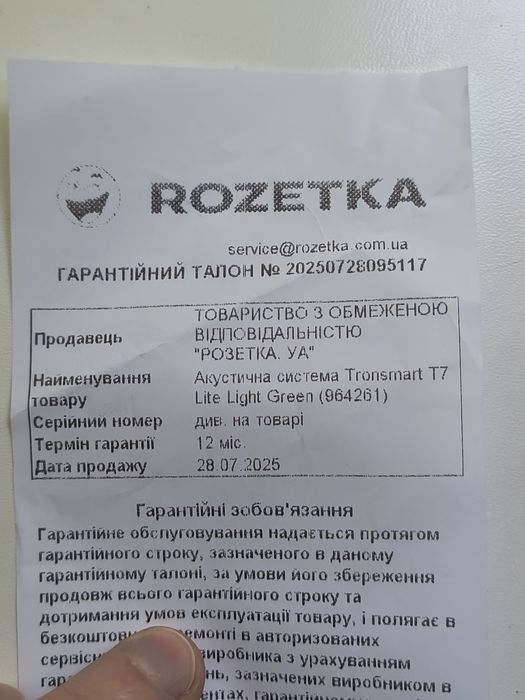 ROZETKA
service@rozetka.com.ua
ГАРАНТІЙНИЙ ТАЛОН № 20250728095117
Продавець ТОВАРИСТВО З ОБМЕЖЕНОЮ
ВІДПОВІДАЛЬНІСТЮ
"РОЗЕТКА. УА"
Найменування товару Акустична система Tronsmart T7
Lite Light Green (964261)
Серійний номер див. на товарі
Термін гарантії 12 міс.
Дата продажу 28.07.2025
Гарантійні зобов'язання
Гарантійне обслуговування надається протягом
гарантійного строку, зазначеного в даному
гарантійному талоні, за умови його збереження
продовж всього гарантійного строку та
дотримання умов експлуатації товару, і полягає в
в авторизованих
виробника з урахуванням
зазначених виробником в